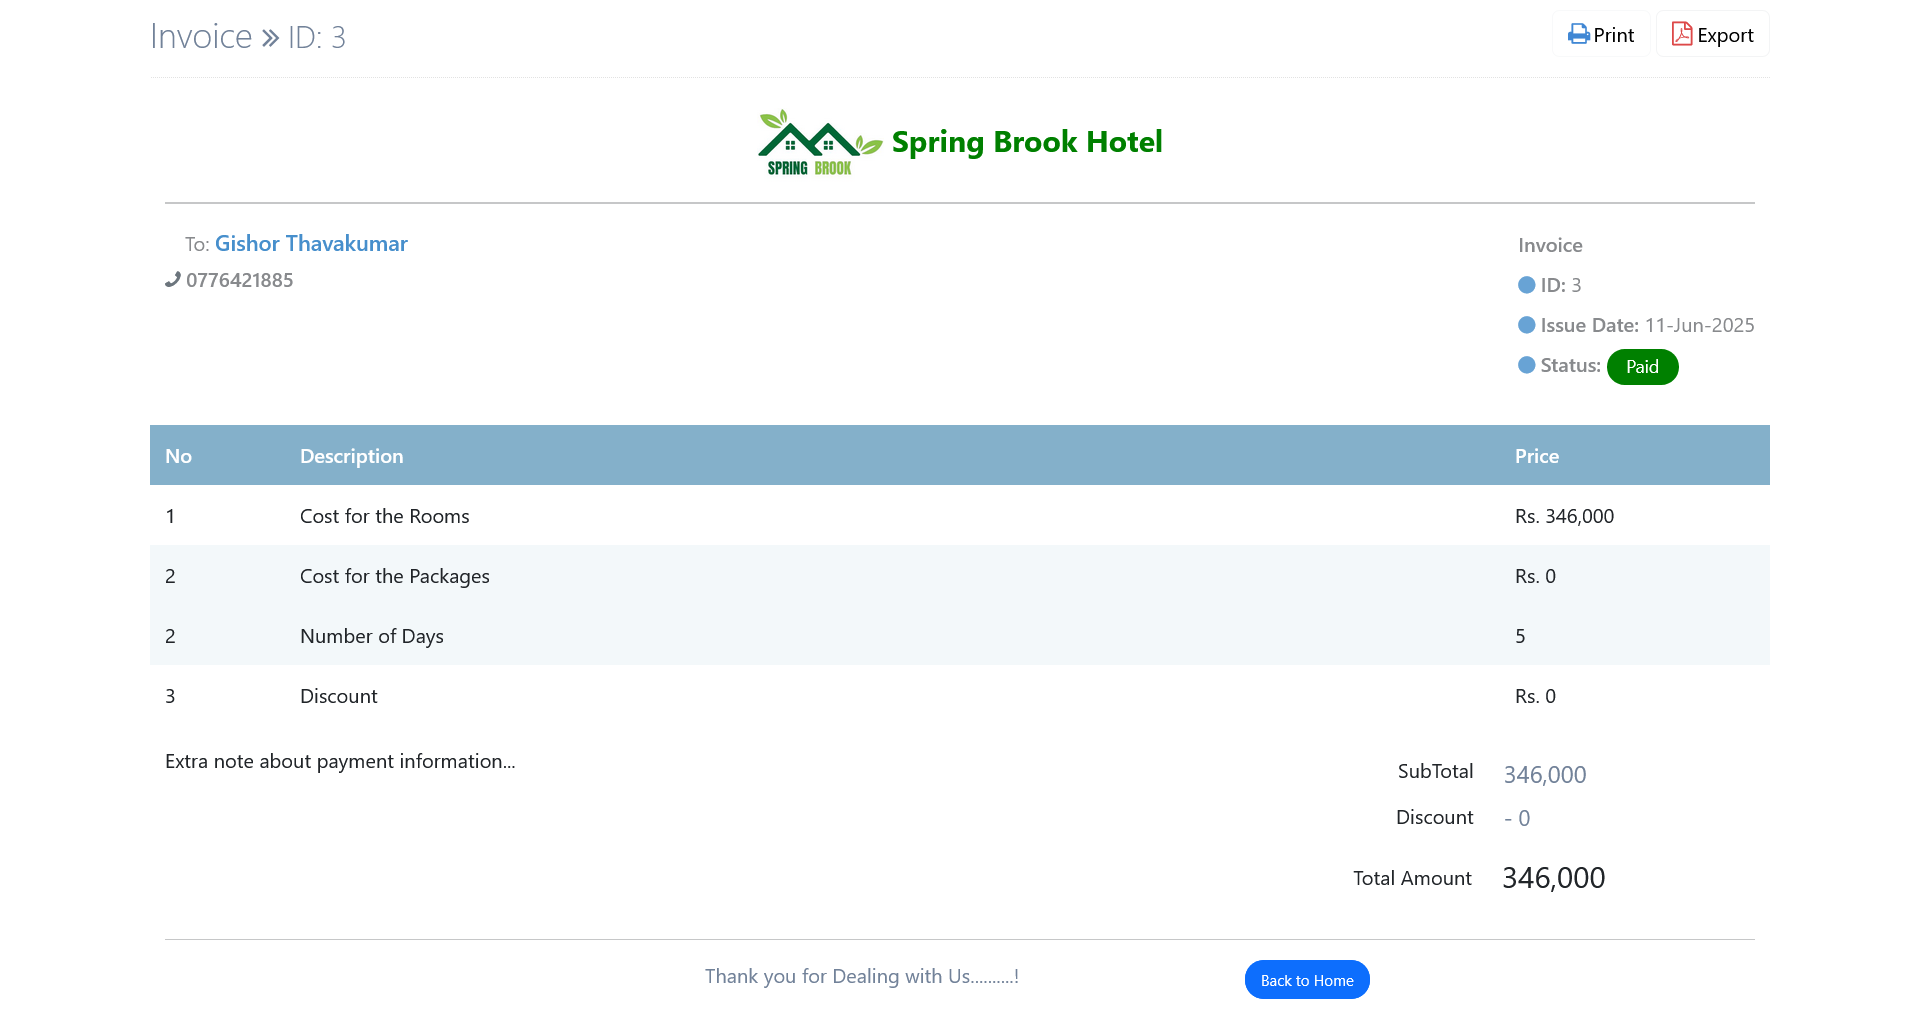 Invoice » ID: 3
Print
Export
SPRING BROOK
Spring Brook Hotel
To: Gishor Thavakumar
0776421885
Invoice
ID: 3
Issue Date: 11-Jun-2025
Status: Paid
No Description Price
1 Cost for the Rooms Rs. 346,000
2 Cost for the Packages Rs. 0
2 Number of Days 5
3 Discount Rs. 0
Extra note about payment information...
SubTotal 346,000
Discount - 0
Total Amount 346,000
Thank you for Dealing with Us..........!
Back to Home